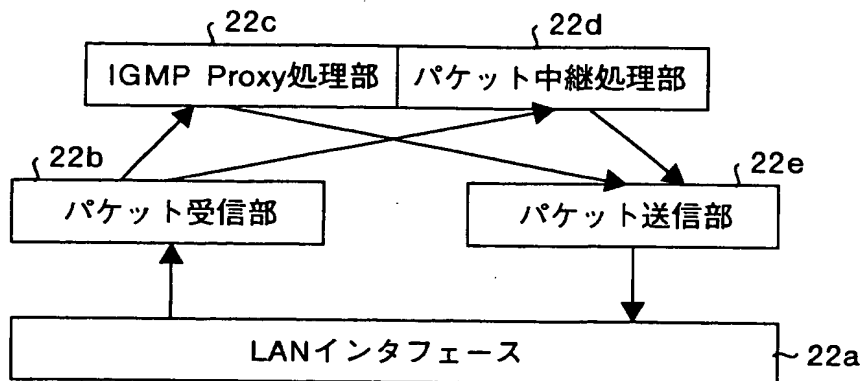 22c
22d
IGMP Proxy処理部
パケット中継処理部
22b
22e
パケット受信部
パケット送信部
LANインタフェース
22a